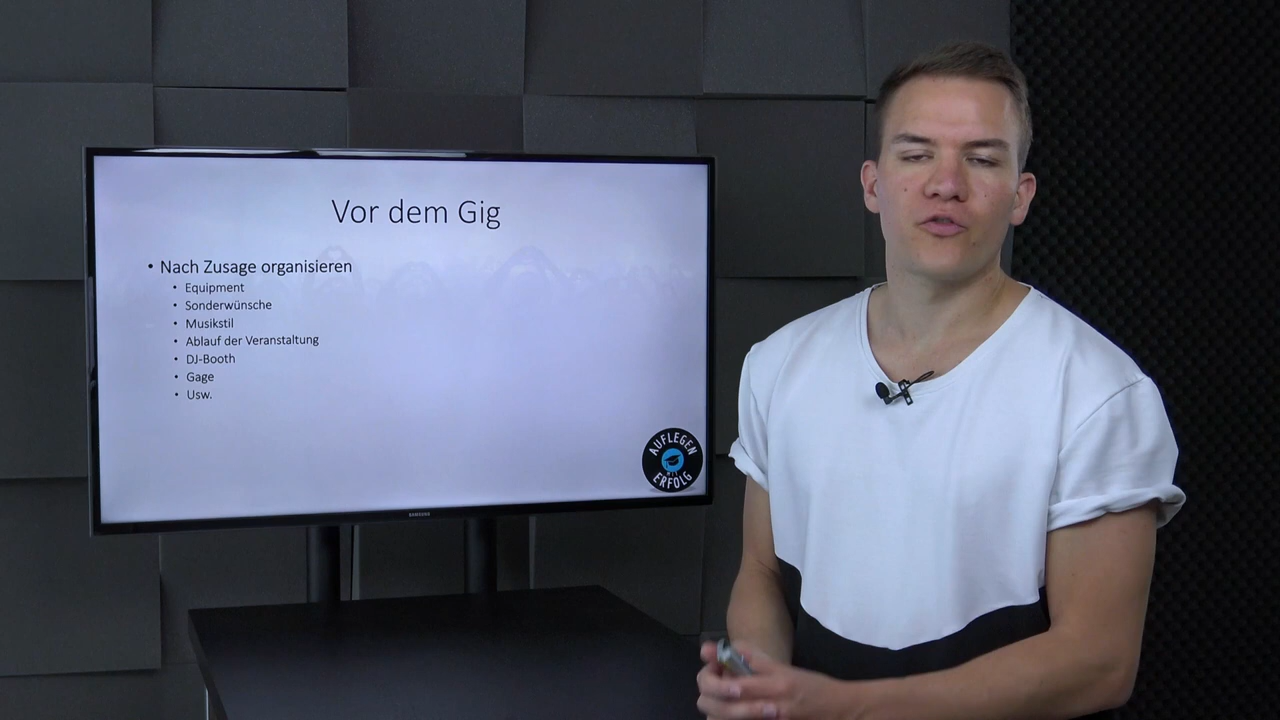 Vor dem Gig
• Nach Zusage organisieren
• Equipment
• Sonderwünsche
• Musikstil
• Ablauf der Veranstaltung
• DJ-Booth
• Gage
• Usw.
AUFLEGEN
MIT
ERFOLG
SAMSUNG